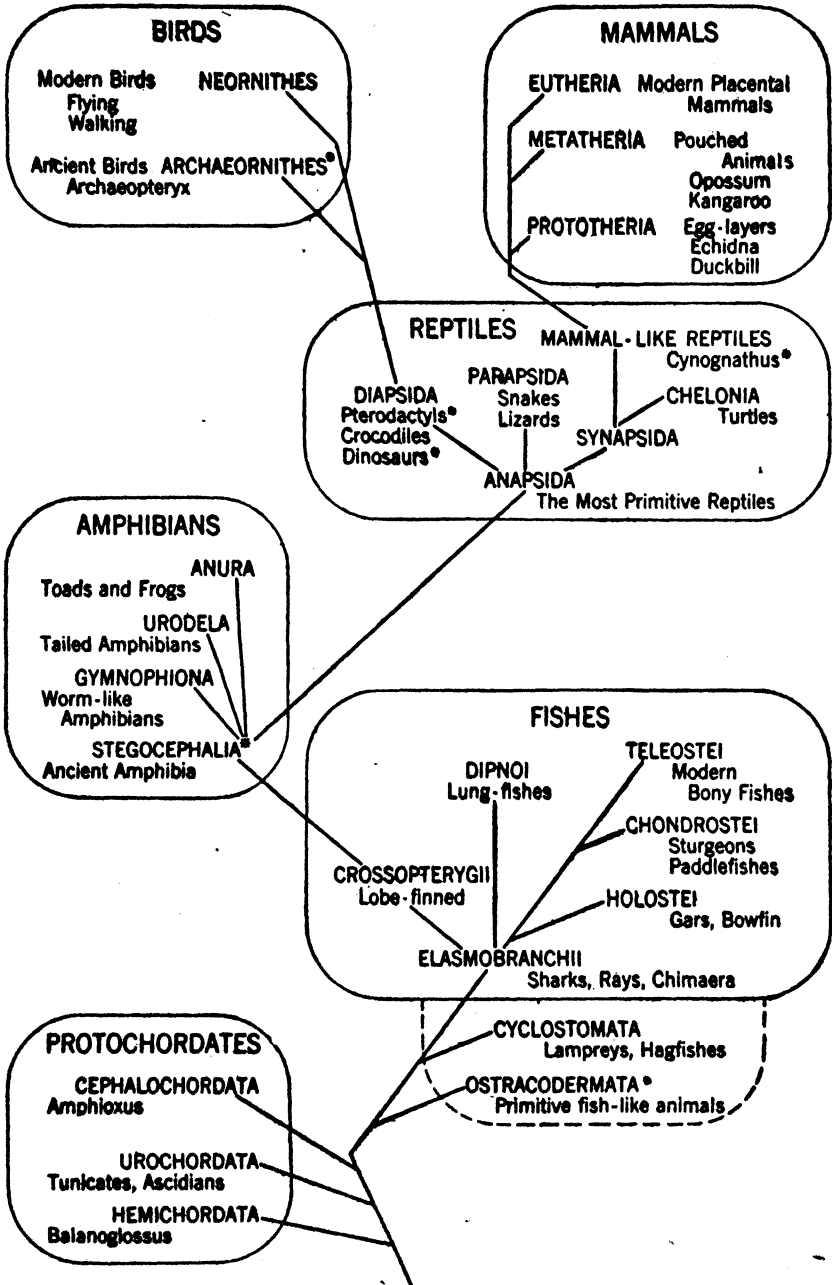 BIRDS
Modern Birds NEORNITHES
Flying
Walking
Ancient Birds ARCHAEORNITHES*
Archaeopteryx
MAMMALS
EUTHERIA Modern Placental
Mammals
METATHERIA Pouched
Animals
Opossum
Kangaroo
PROTOTHERIA Egg-layers
Echidna
Duckbill
REPTILES
MAMMAL-LIKE REPTILES
Cynognathus*
PARAPSIDA
Snakes
Lizards
DIAPSIDA
Pterodactyls*
Crocodiles
Dinosaurs*
CHELONIA
Turtles
SYNAPSIDA
ANAPSIDA
The Most Primitive Reptiles
AMPHIBIANS
ANURA
Toads and Frogs
URODELA
Tailed Amphibians
GYMNOPHIONA
Worm-like
Amphibians
STEGOCEPHALIA*
Ancient Amphibia
FISHES
TELEOSTEI
Modern
Bony Fishes
DIPNOI
Lung-fishes
CHONDROSTEI
Sturgeons
Paddlefishes
CROSSOPTERYGII
Lobe-finned
HOLOSTEI
Gars, Bowfin
ELASMOBRANCHII
Sharks, Rays, Chimaera
CYCLOSTOMATA
Lampreys, Hagfishes
OSTRACODERMATA*
Primitive fish-like animals
PROTOCHORDATES
CEPHALOCHORDATA
Amphioxus
UROCHORDATA
Tunicates, Ascidians
HEMICHORDATA
Balanoglossus